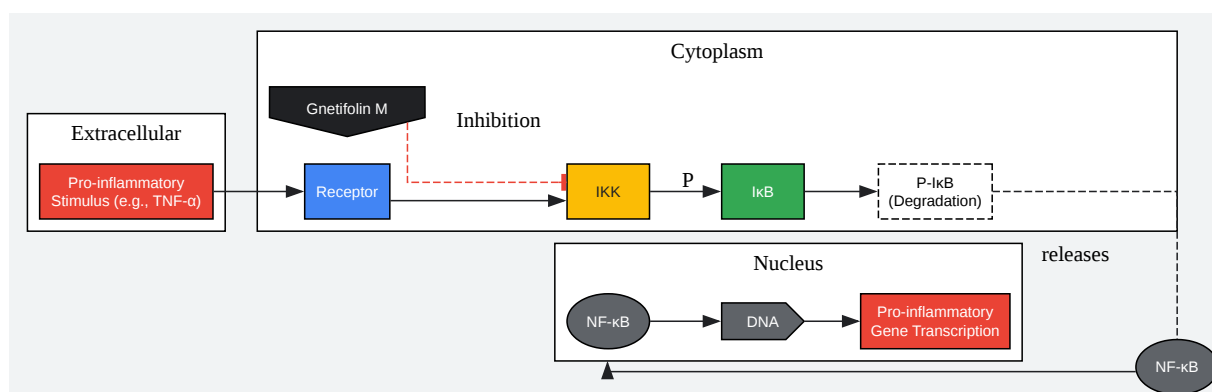 Cytoplasm
Gnetifolin M
Inhibition
Extracellular
Pro-inflammatory
Stimulus (e.g., TNF-α)
Receptor
IKK
P
IκB
P-IκB
(Degradation)
releases
Nucleus
NF-κB
DNA
Pro-inflammatory
Gene Transcription
NF-κB